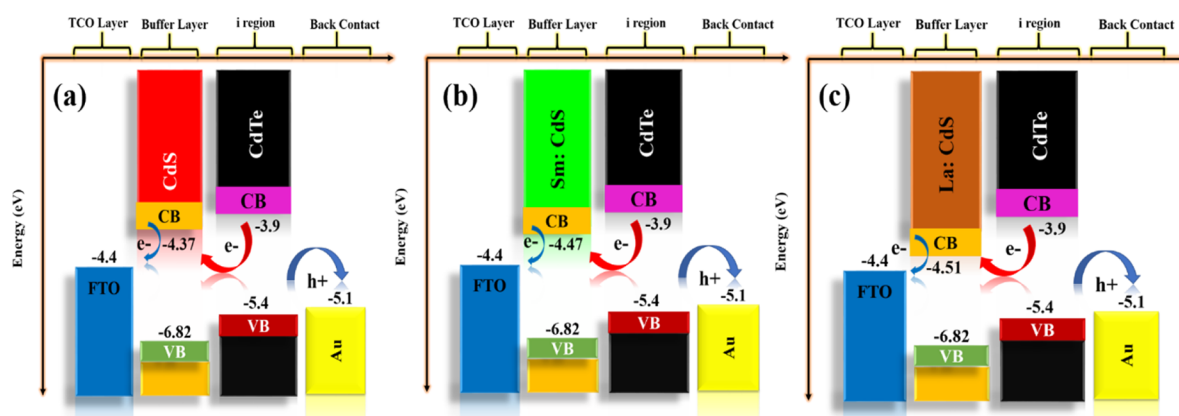 TCO Layer Buffer Layer i region Back Contact
(a)
Energy (eV)
CdS
CdTe
CB
CB
-3.9
e-
-4.37
e-
-4.4
h+
FTO
-5.4
-5.1
-6.82
VB
VB
Au
TCO Layer Buffer Layer i region Back Contact
(b)
Energy (eV)
Sm: CdS
CdTe
CB
CB
-3.9
e-
-4.47
e-
-4.4
h+
FTO
-5.4
-5.1
-6.82
VB
VB
Au
TCO Layer Buffer Layer i region Back Contact
(c)
Energy (eV)
La: CdS
CdTe
CB
CB
-3.9
e-
-4.51
e-
-4.4
h+
FTO
-5.4
-5.1
-6.82
VB
VB
Au